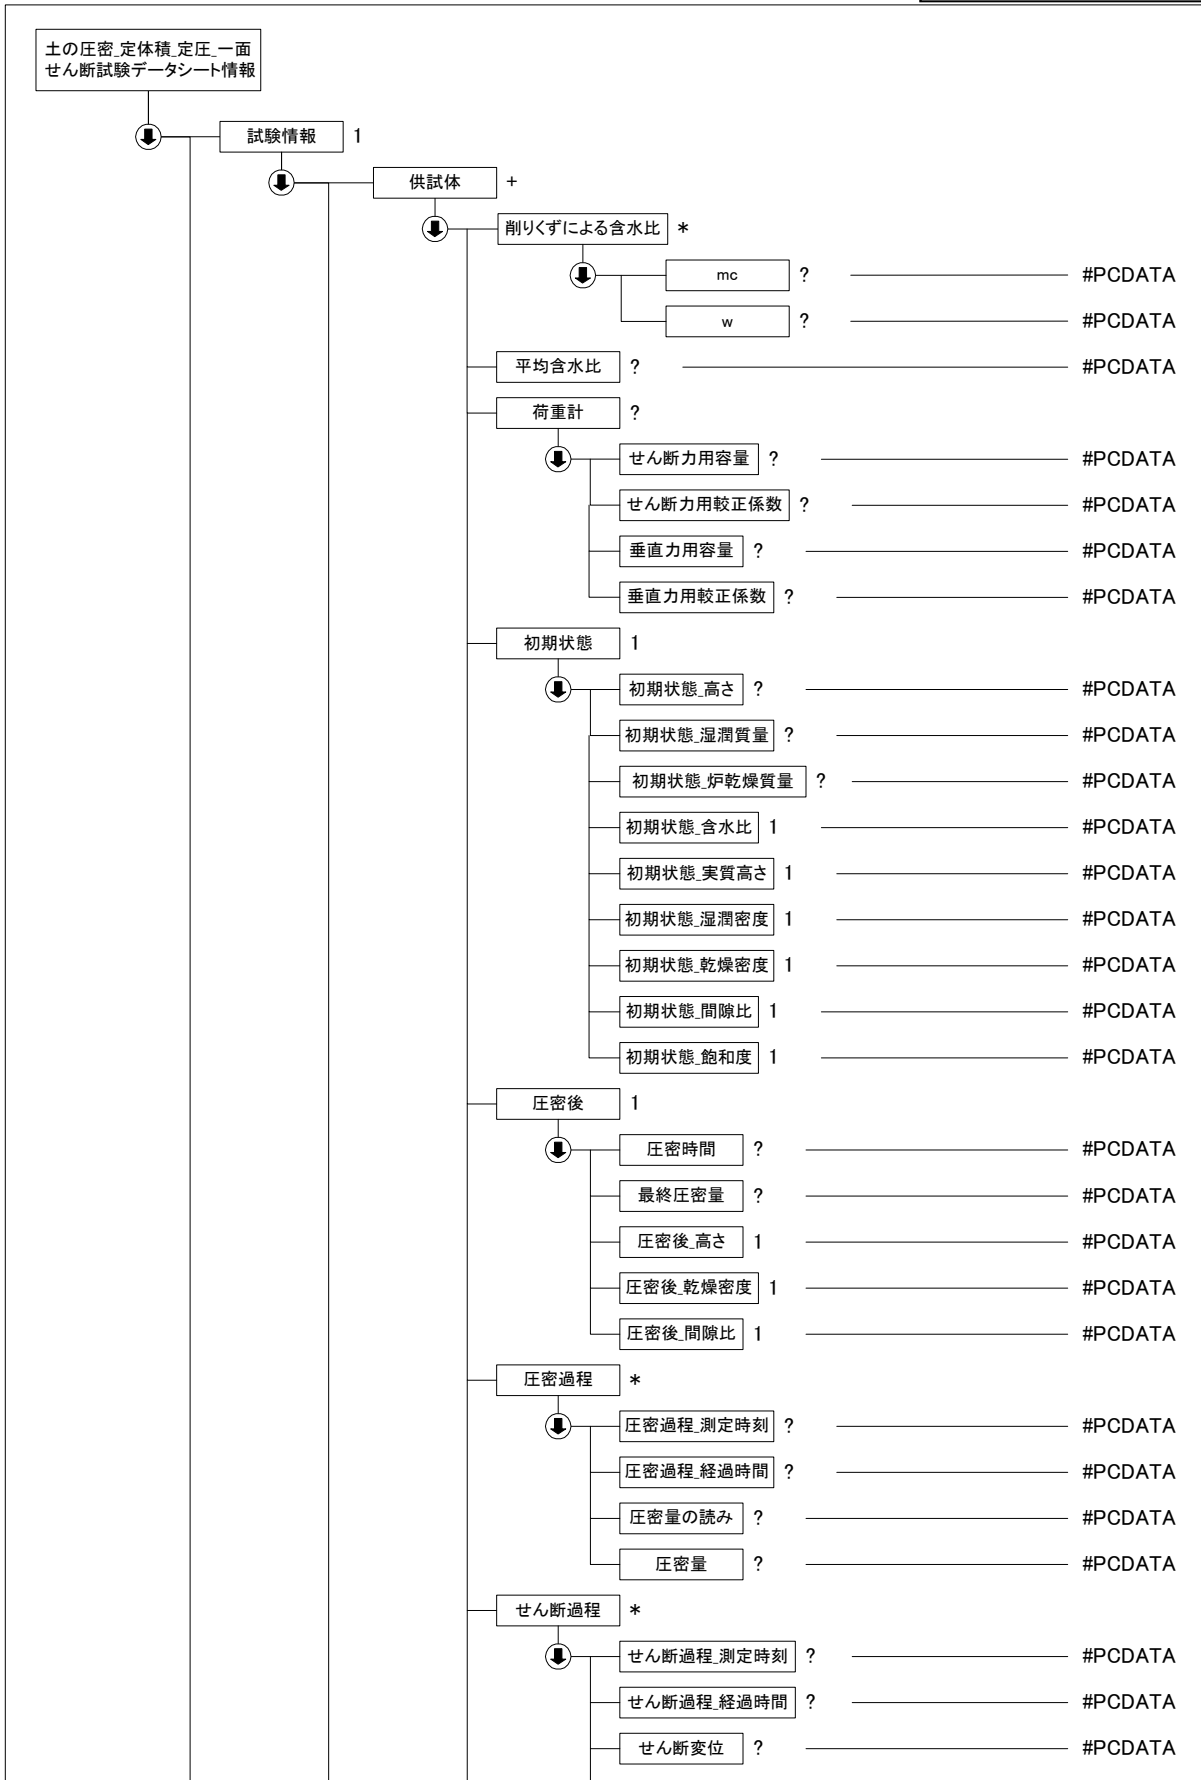 土の圧密_定体積_定圧_一面
せん断試験データシート情報
試験情報 1
供試体 +
削りくずによる含水比 *
mc ? #PCDATA
w ? #PCDATA
平均含水比 ? #PCDATA
荷重計 ?
せん断力用容量 ? #PCDATA
せん断力用較正係数 ? #PCDATA
垂直力用容量 ? #PCDATA
垂直力用較正係数 ? #PCDATA
初期状態 1
初期状態_高さ ? #PCDATA
初期状態_湿潤質量 ? #PCDATA
初期状態_炉乾燥質量 ? #PCDATA
初期状態_含水比 1 #PCDATA
初期状態_実質高さ 1 #PCDATA
初期状態_湿潤密度 1 #PCDATA
初期状態_乾燥密度 1 #PCDATA
初期状態_間隙比 1 #PCDATA
初期状態_飽和度 1 #PCDATA
圧密後 1
圧密時間 ? #PCDATA
最終圧密量 ? #PCDATA
圧密後_高さ 1 #PCDATA
圧密後_乾燥密度 1 #PCDATA
圧密後_間隙比 1 #PCDATA
圧密過程 *
圧密過程_測定時刻 ? #PCDATA
圧密過程_経過時間 ? #PCDATA
圧密量の読み ? #PCDATA
圧密量 ? #PCDATA
せん断過程 *
せん断過程_測定時刻 ? #PCDATA
せん断過程_経過時間 ? #PCDATA
せん断変位 ? #PCDATA